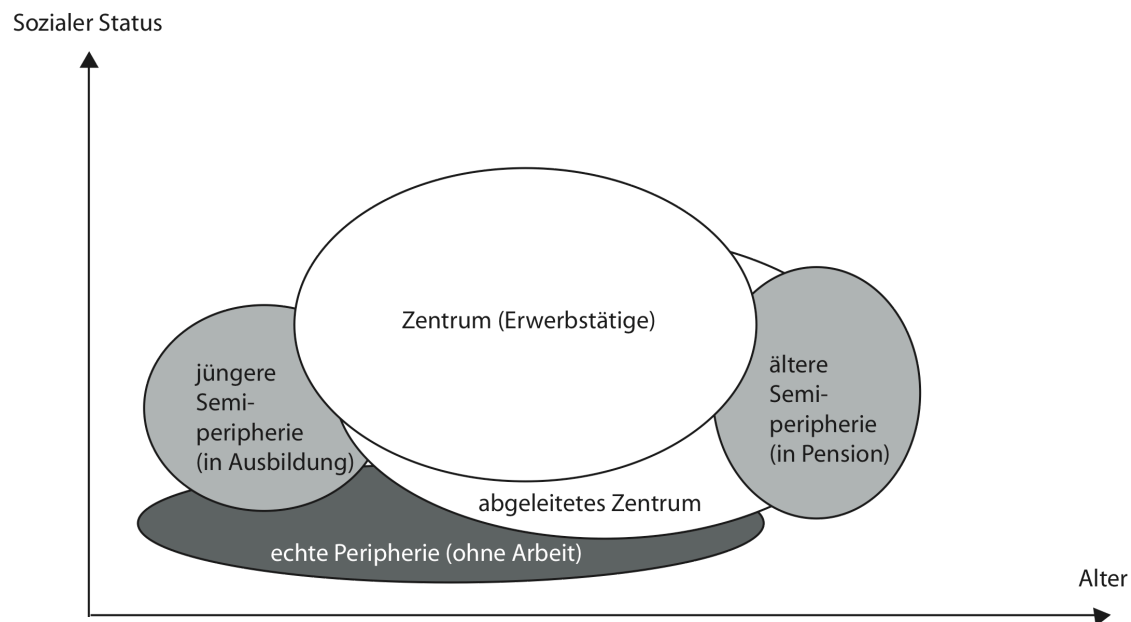 Sozialer Status
Zentrum (Erwerbstätige)
jüngere
Semi-
peripherie
(in Ausbildung)
ältere
Semi-
peripherie
(in Pension)
abgeleitetes Zentrum
echte Peripherie (ohne Arbeit)
Alter